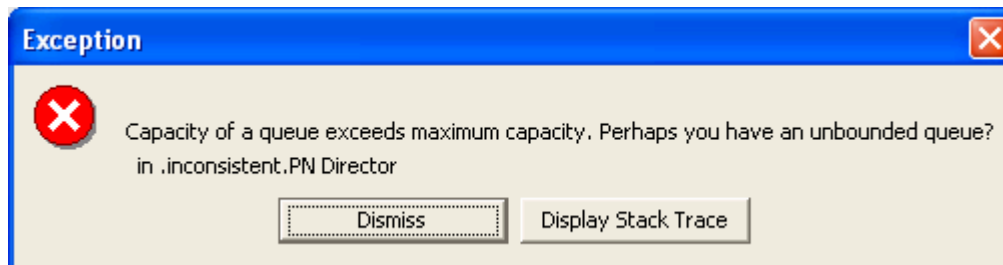 Exception
Capacity of a queue exceeds maximum capacity. Perhaps you have an unbounded queue?
in .inconsistent.PN Director
Dismiss
Display Stack Trace